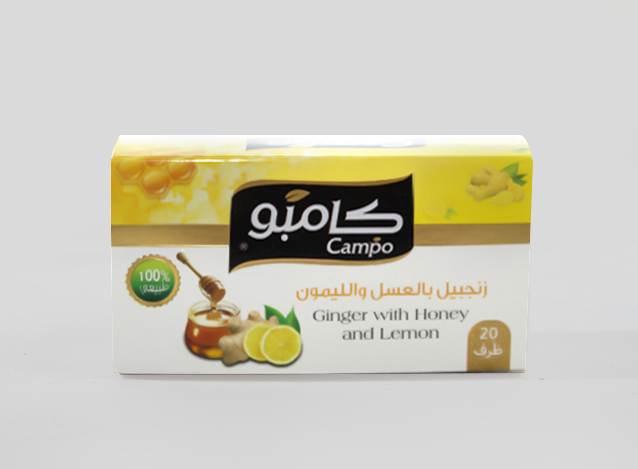 كامبو
Campo
®
100%
طبيعي
زنجبيل بالعسل والليمون
Ginger with Honey
and Lemon
20
ظرف